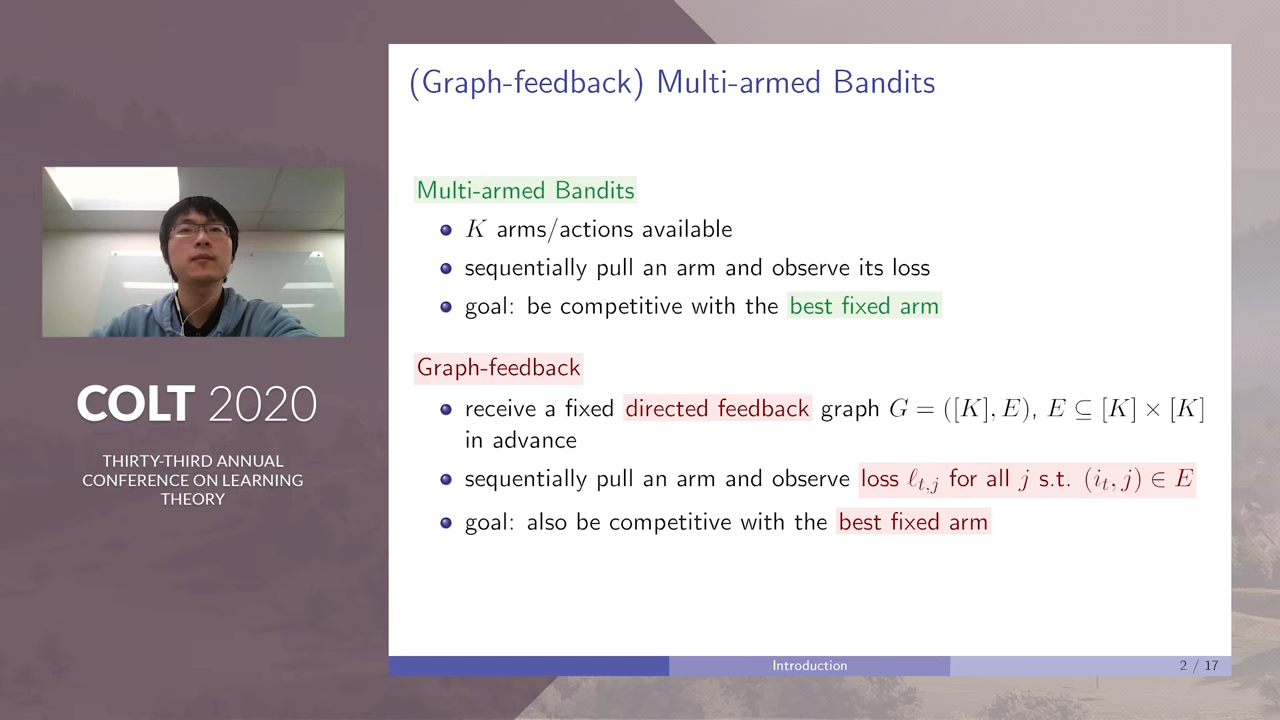 (Graph-feedback) Multi-armed Bandits
Multi-armed Bandits
K arms/actions available
sequentially pull an arm and observe its loss
goal: be competitive with the best fixed arm
Graph-feedback
receive a fixed directed feedback graph G = ([K], E), E ⊆ [K] × [K]
in advance
sequentially pull an arm and observe loss ℓ_{t,j} for all j s.t. (i_t, j) ∈ E
goal: also be competitive with the best fixed arm
Introduction
2 / 17
COLT 2020
THIRTY-THIRD ANNUAL
CONFERENCE ON LEARNING
THEORY